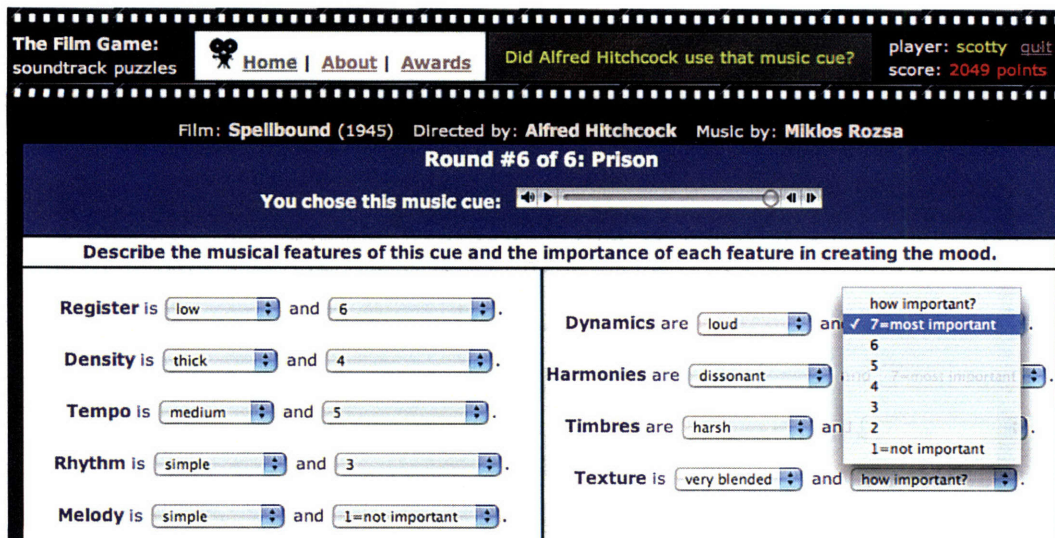 The Film Game:
soundtrack puzzles
Home | About | Awards
Did Alfred Hitchcock use that music cue?
player: scotty quit
score: 2049 points
Film: Spellbound (1945) Directed by: Alfred Hitchcock Music by: Miklos Rozsa
Round #6 of 6: Prison
You chose this music cue:
Describe the musical features of this cue and the importance of each feature in creating the mood.
Register is low and 6 .
Density is thick and 4 .
Tempo is medium and 5 .
Rhythm is simple and 3 .
Melody is simple and 1=not important .
Dynamics are loud an .
Harmonies are dissonant and 7=most important .
Timbres are harsh an .
Texture is very blended and how important? .
how important?
✓ 7=most important
6
5
4
3
2
1=not important